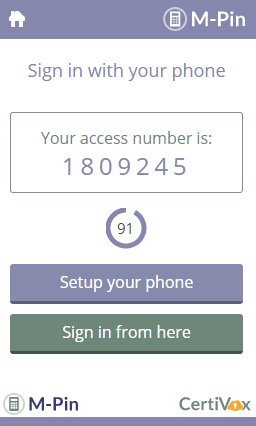 M-Pin
Sign in with your phone
Your access number is:
1809245
91
Setup your phone
Sign in from here
M-Pin
CertiVox